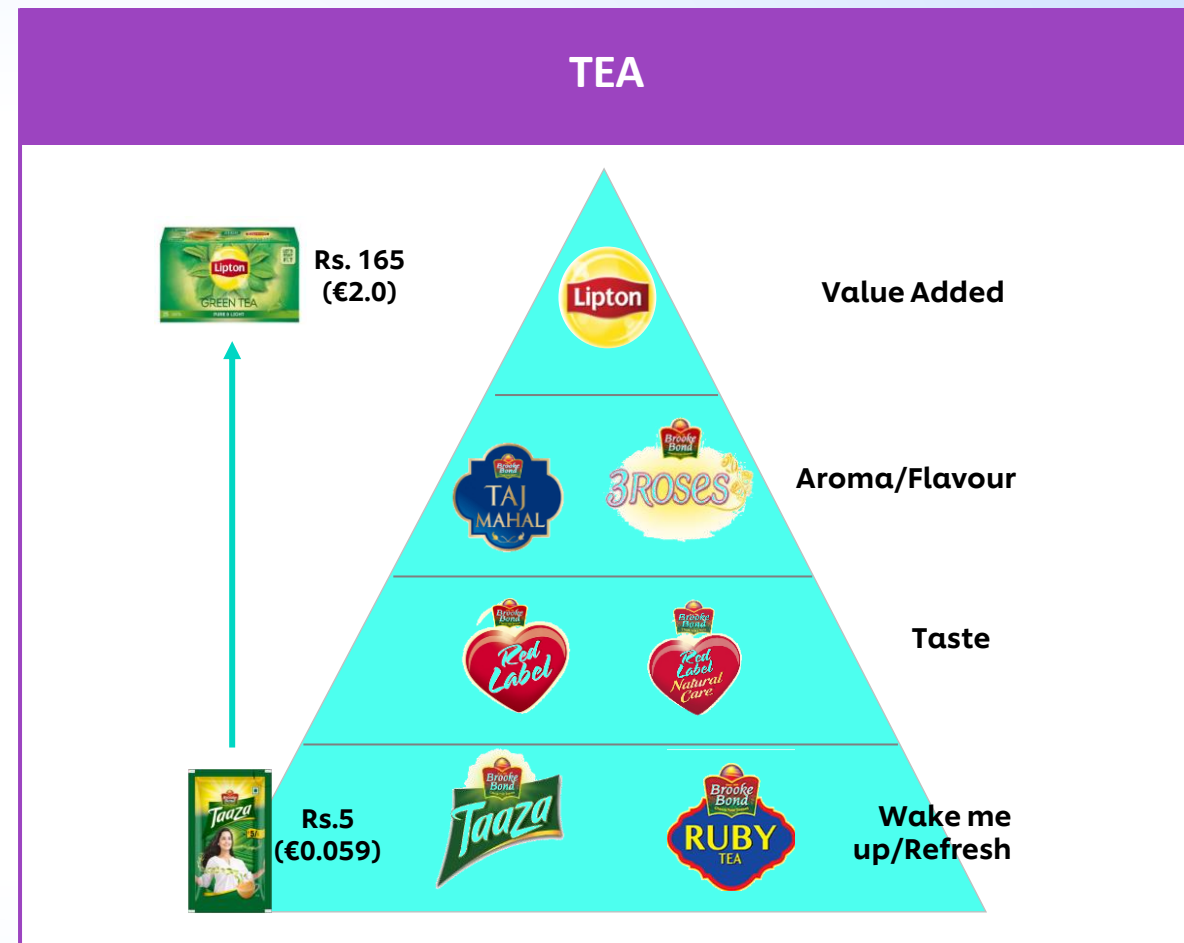 TEA
Lipton
GREEN TEA
PURE & LIGHT
Rs. 165
(€2.0)
Lipton
Value Added
Brooke
Bond
TAJ
MAHAL
Brooke
Bond
3ROSES
Aroma/Flavour
Brooke
Bond
Red
Label
Brooke
Bond
Red
Label
Natural
Care
Taste
Brooke
Bond
Taaza
Rs.5
(€0.059)
Brooke
Bond
Taaza
Brooke
Bond
RUBY
TEA
Wake me
up/Refresh